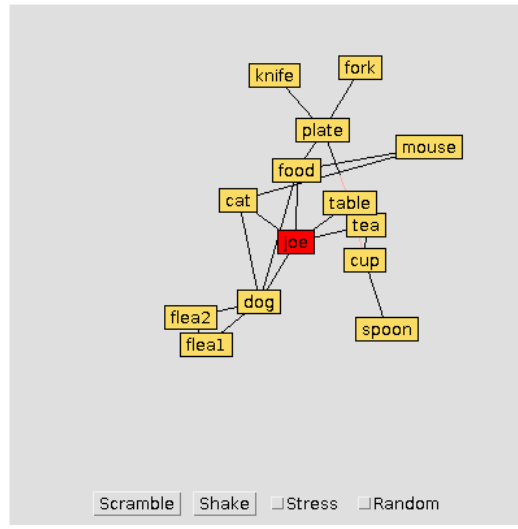 fork
knife
plate
mouse
food
cat
table
tea
joe
cup
dog
flea2
spoon
flea1
Scramble Shake Stress Random